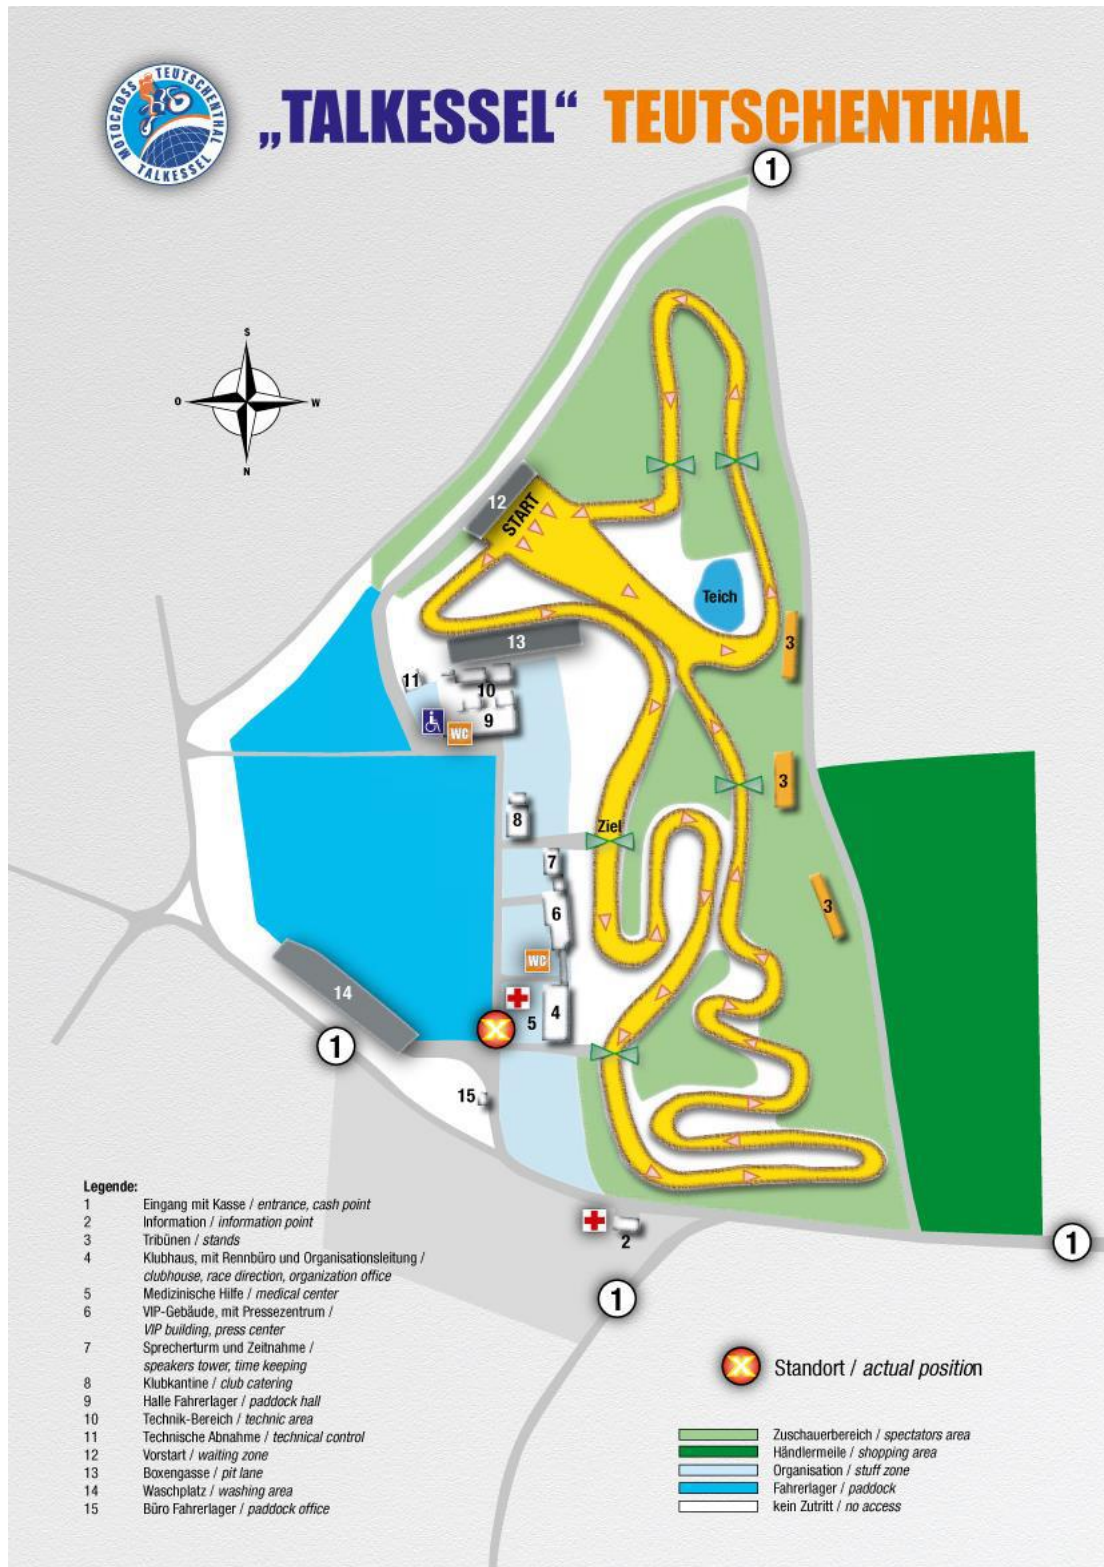 MOTOCROSS TEUTSCHENTHAL
TALKESSEL
„TALKESSEL“ TEUTSCHENTHAL
1
S
O W
N
12
START
Teich
13
3
11
10
9
WC
3
8
Ziel
7
6
3
WC
14
4
5
X
1
15
2
1
1
Legende:
1 Eingang mit Kasse / entrance, cash point
2 Information / information point
3 Tribünen / stands
4 Klubhaus, mit Rennbüro und Organisationsleitung /
clubhouse, race direction, organization office
5 Medizinische Hilfe / medical center
6 VIP-Gebäude, mit Pressezentrum /
VIP building, press center
7 Sprecherturm und Zeitnahme /
speakers tower, time keeping
8 Klubkantine / club catering
9 Halle Fahrerlager / paddock hall
10 Technik-Bereich / technic area
11 Technische Abnahme / technical control
12 Vorstart / waiting zone
13 Boxengasse / pit lane
14 Waschplatz / washing area
15 Büro Fahrerlager / paddock office
X Standort / actual position
Zuschauerbereich / spectators area
Händlermeile / shopping area
Organisation / stuff zone
Fahrerlager / paddock
kein Zutritt / no access